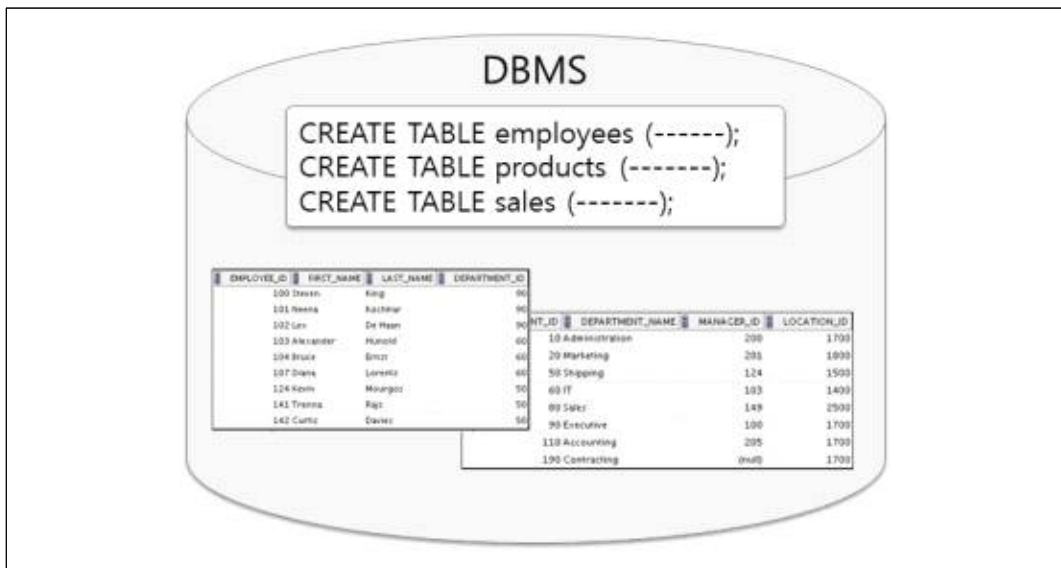 DBMS
CREATE TABLE employees (------);
CREATE TABLE products (-------);
CREATE TABLE sales (-------);
EMPLOYEE_ID FIRST_NAME LAST_NAME DEPARTMENT_ID
100 Steven King 90
101 Neena Kochhar 90
102 Lex De Haan 90
103 Alexander Hunold 60
104 Bruce Ernst 60
107 Diana Lorentz 60
124 Kevin Mourgos 50
141 Trenna Rajs 50
142 Curtis Davies 50
NT_ID DEPARTMENT_NAME MANAGER_ID LOCATION_ID
10 Administration 200 1700
20 Marketing 201 1800
50 Shipping 124 1500
60 IT 103 1400
80 Sales 149 2500
90 Executive 100 1700
110 Accounting 205 1700
190 Contracting (null) 1700